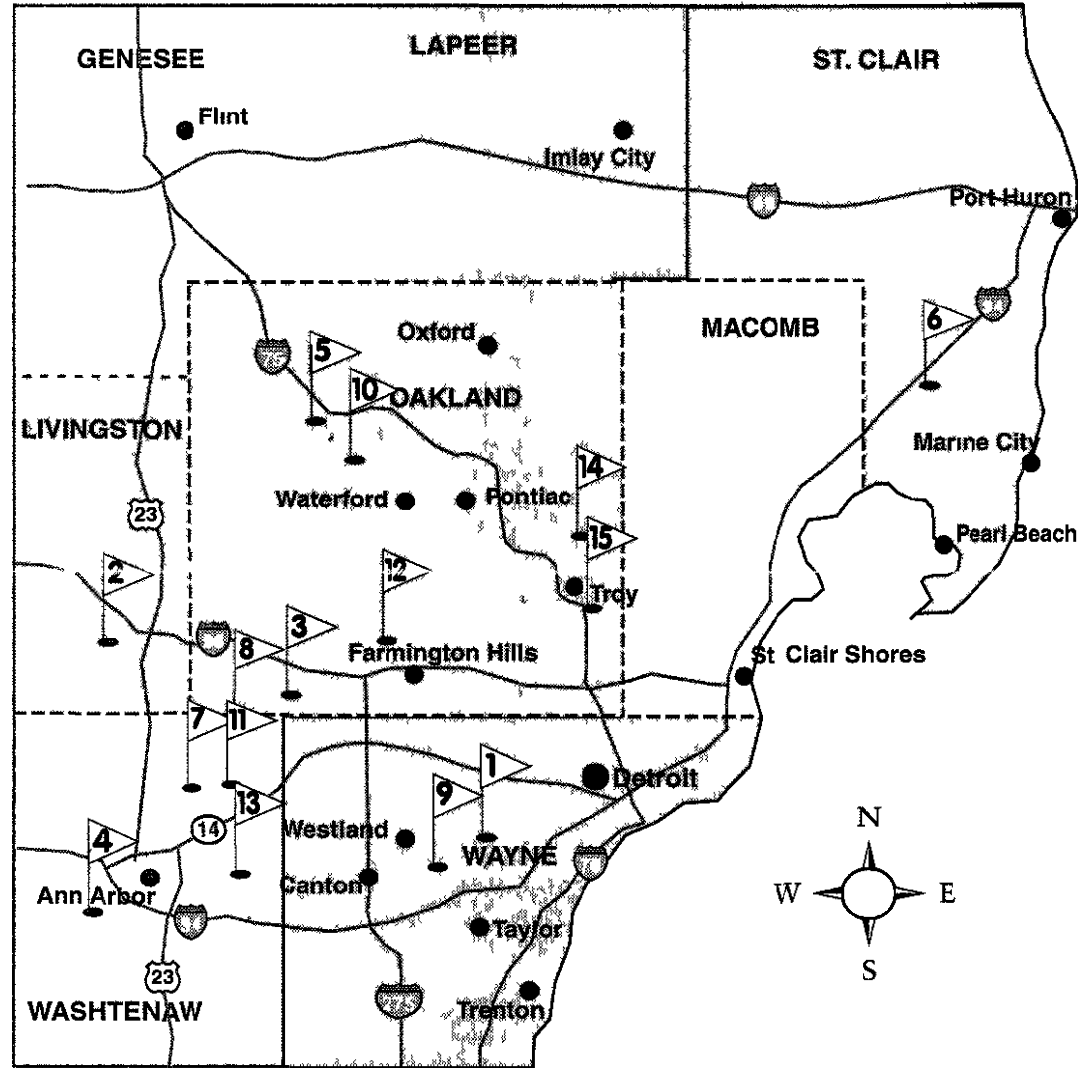 GENESEE
LAPEER
ST. CLAIR
Flint
Imlay City
Port Huron
6
MACOMB
Oxford
5
75
10
OAKLAND
LIVINGSTON
Marine City
14
Waterford
Pontiac
23
15
Pearl Beach
2
12
Troy
3
8
Farmington Hills
St Clair Shores
7
11
1
Detroit
9
13
14
Westland
4
WAYNE
N
Ann Arbor
Canton
W
E
Taylor
S
23
275
Trenton
WASHTENAW